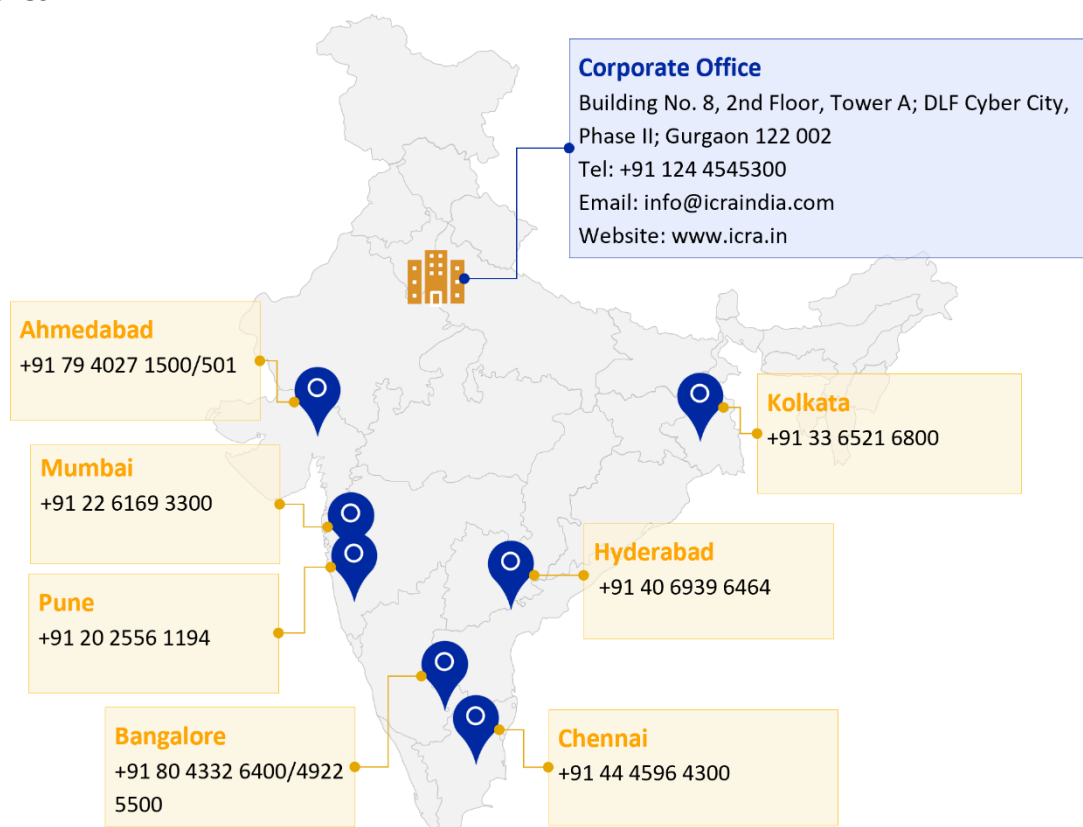 Corporate Office
Building No. 8, 2nd Floor, Tower A; DLF Cyber City,
Phase II; Gurgaon 122 002
Tel: +91 124 4545300
Email: info@icraindia.com
Website: www.icra.in
Ahmedabad
+91 79 4027 1500/501
Kolkata
+91 33 6521 6800
Mumbai
+91 22 6169 3300
Hyderabad
+91 40 6939 6464
Pune
+91 20 2556 1194
Bangalore
+91 80 4332 6400/4922
5500
Chennai
+91 44 4596 4300